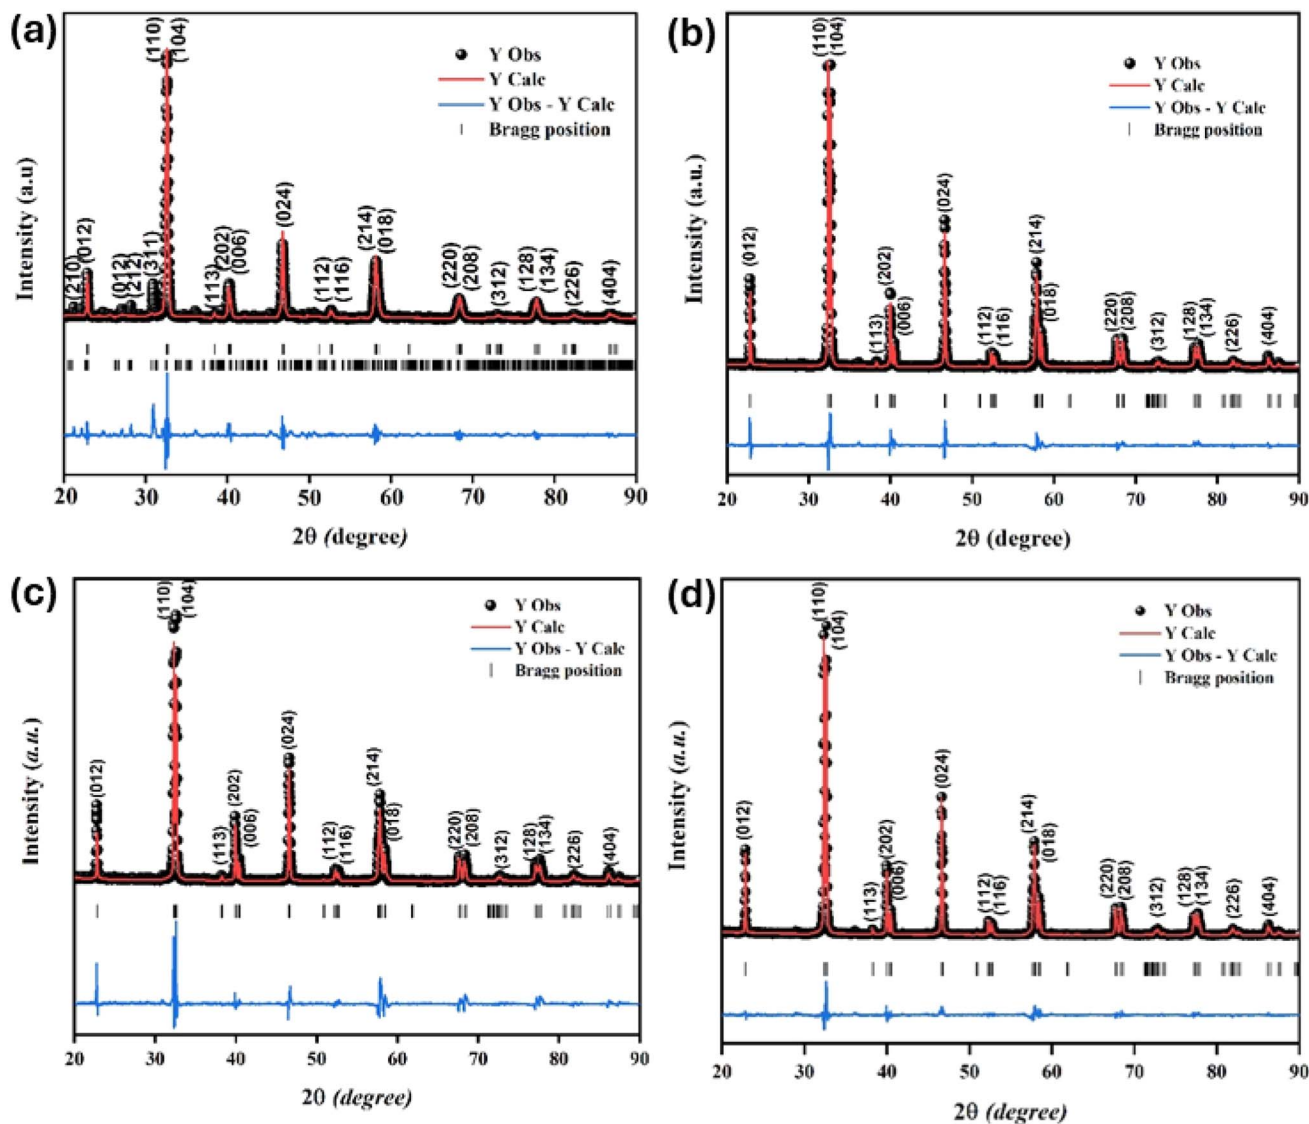 (a)
(110)
(104)
Y Obs
Y Calc
Y Obs - Y Calc
Bragg position
(210)
(012)
(012)
(212)
(311)
(113)
(202)
(006)
(024)
(112)
(116)
(214)
(018)
(220)
(208)
(312)
(128)
(134)
(226)
(404)
Intensity (a.u)
20 30 40 50 60 70 80 90
2θ (degree)
(b)
(110)
(104)
Y Obs
Y Calc
Y Obs - Y Calc
Bragg position
(012)
(113)
(202)
(006)
(024)
(112)
(116)
(214)
(018)
(220)
(208)
(312)
(128)
(134)
(226)
(404)
Intensity (a.u.)
20 30 40 50 60 70 80 90
2θ (degree)
(c)
(110)
(104)
Y Obs
Y Calc
Y Obs - Y Calc
Bragg position
(012)
(113)
(202)
(006)
(024)
(112)
(116)
(214)
(018)
(220)
(208)
(312)
(128)
(134)
(226)
(404)
Intensity (a.u.)
20 30 40 50 60 70 80 90
2θ (degree)
(d)
(110)
(104)
Y Obs
Y Calc
Y Obs - Y Calc
Bragg position
(012)
(113)
(202)
(006)
(024)
(112)
(116)
(214)
(018)
(220)
(208)
(312)
(128)
(134)
(226)
(404)
Intensity (a.u.)
20 30 40 50 60 70 80 90
2θ (degree)